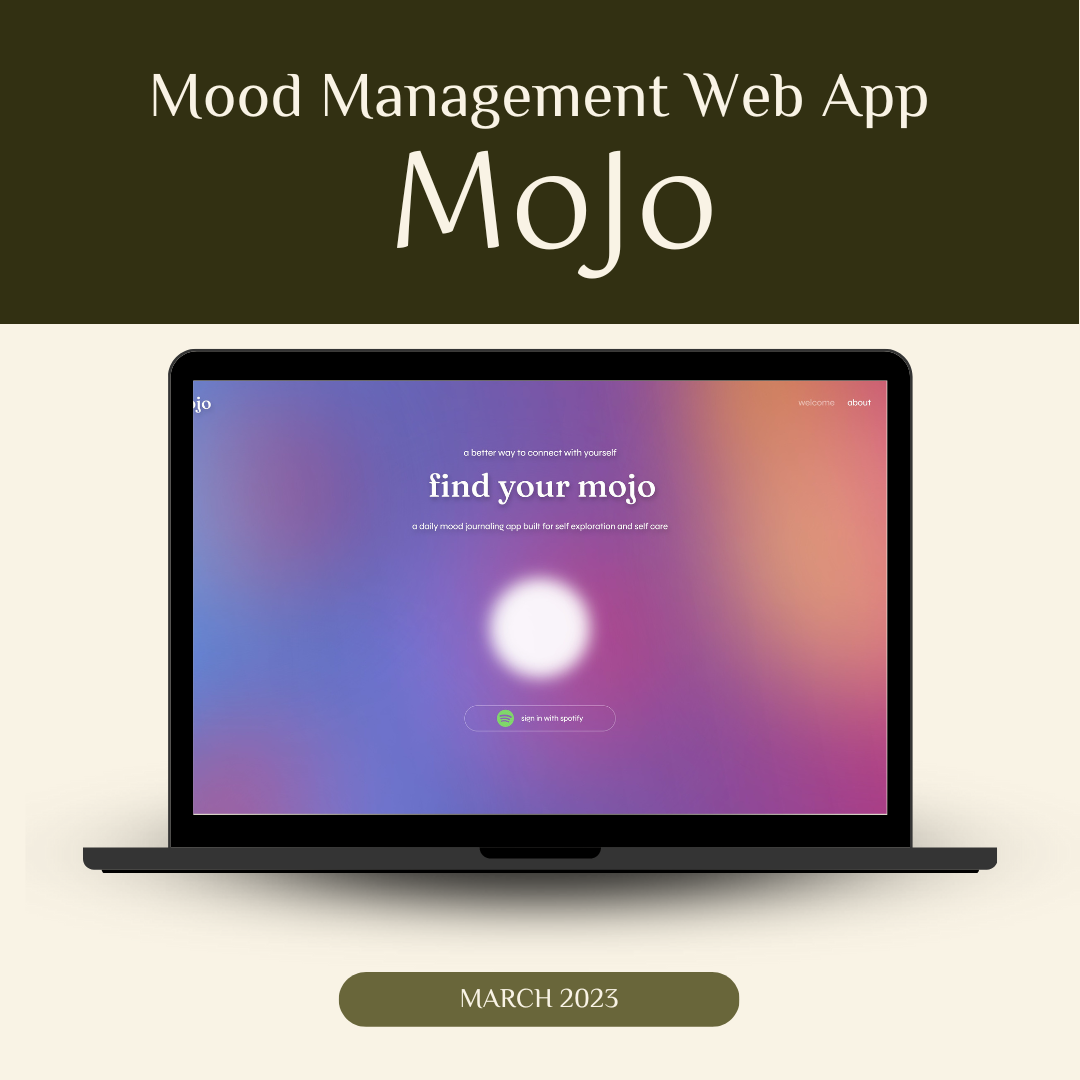 Mood Management Web App
MoJo
ojo
welcome about
a better way to connect with yourself
find your mojo
a daily mood journaling app built for self exploration and self care
sign in with spotify
MARCH 2023